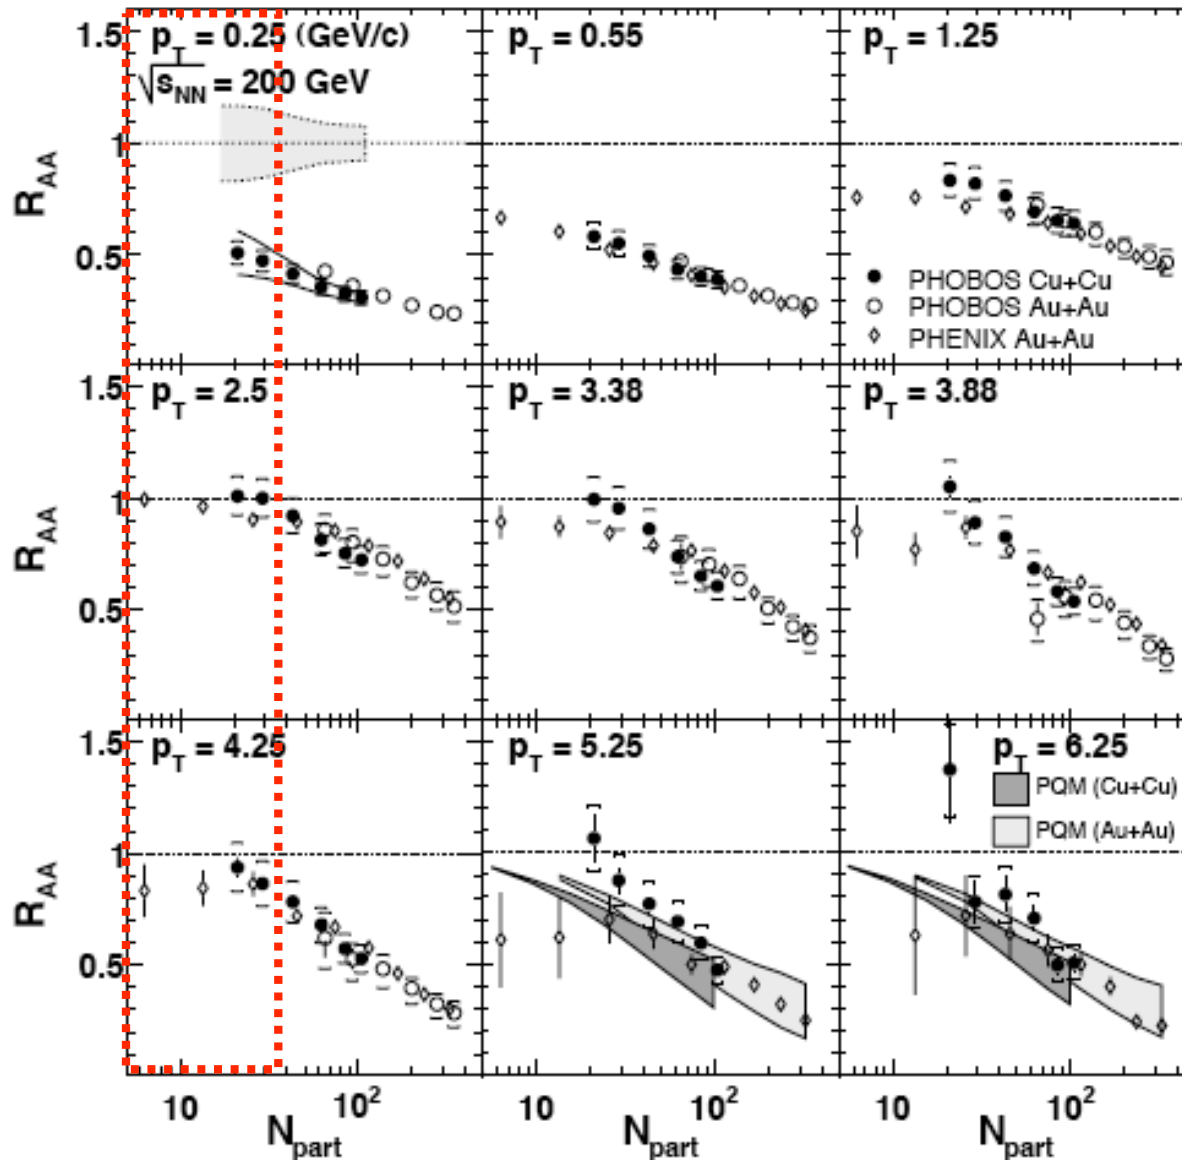 p_T = 0.25 (GeV/c)
√s_NN = 200 GeV
p_T = 0.55
p_T = 1.25
1.5
1
0.5
R_AA
PHOBOS Cu+Cu
PHOBOS Au+Au
PHENIX Au+Au
p_T = 2.5
p_T = 3.38
p_T = 3.88
1.5
1
0.5
R_AA
p_T = 4.25
p_T = 5.25
p_T = 6.25
PQM (Cu+Cu)
PQM (Au+Au)
1.5
1
0.5
R_AA
10 10^2
10 10^2
10 10^2
N_part
N_part
N_part